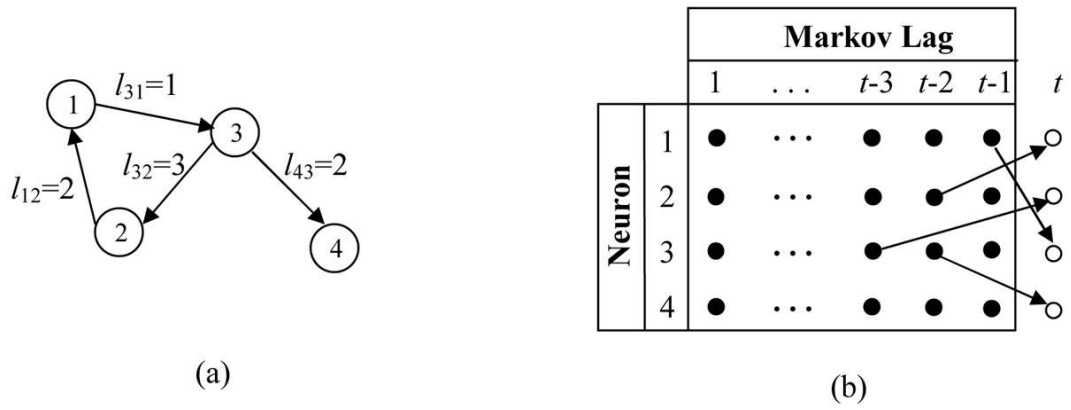 l31=1
1
3
l32=3
l43=2
l12=2
2
4
(a)
Markov Lag
1 ... t-3 t-2 t-1 t
Neuron
1 ...
2 ...
3 ...
4 ...
(b)